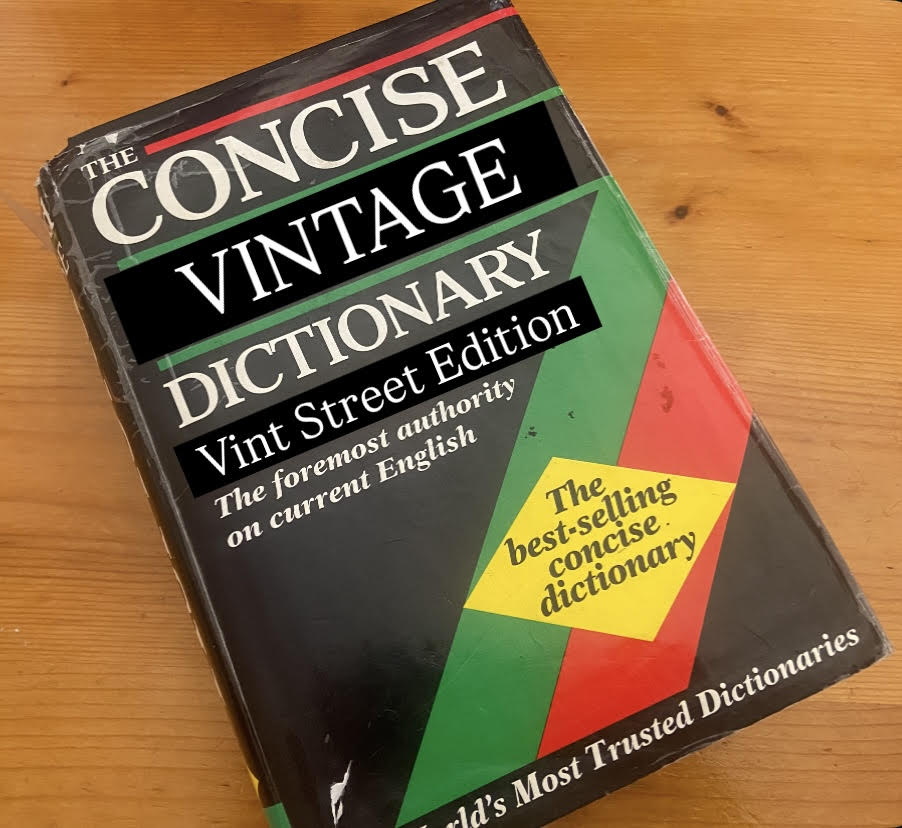 THE
CONCISE
VINTAGE
DICTIONARY
Vint Street Edition
The foremost authority
on current English
The
best-selling
concise
dictionary
Most Trusted Dictionaries